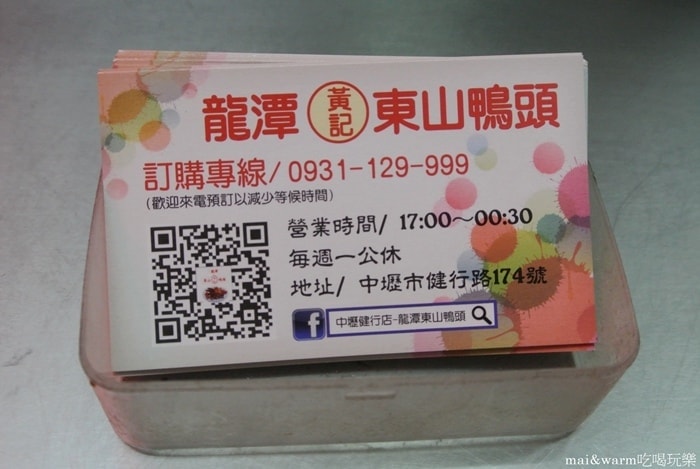 龍潭 黃記 東山鴨頭
訂購專線/ 0931-129-999
(歡迎來電預訂以減少等候時間)
營業時間/ 17:00～00:30
每週一公休
地址/ 中壢市健行路174號
f 中壢健行店-龍潭東山鴨頭
mai&warm吃喝玩樂